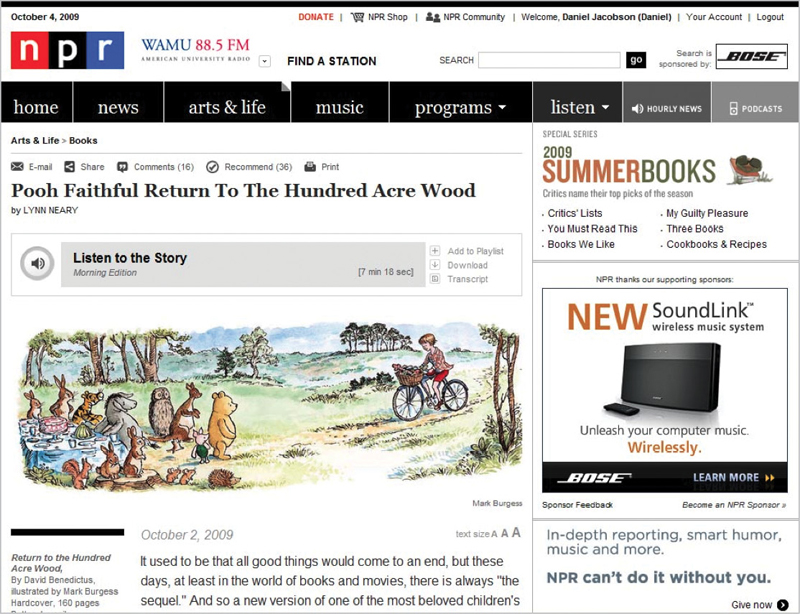 October 4, 2009
DONATE | NPR Shop | NPR Community | Welcome, Daniel Jacobson (Daniel) | Your Account | Logout
npr
WAMU 88.5 FM
AMERICAN UNIVERSITY RADIO
FIND A STATION
SEARCH
go
Search is
sponsored by:
BOSE
home
news
arts & life
music
programs
listen
HOURLY NEWS
PODCASTS
Arts & Life > Books
E-mail
Share
Comments (16)
Recommend (36)
Print
Pooh Faithful Return To The Hundred Acre Wood
by LYNN NEARY
Listen to the Story
Morning Edition
[7 min 18 sec]
Add to Playlist
Download
Transcript
Mark Burgess
Return to the Hundred
Acre Wood,
By David Benedictus,
illustrated by Mark Burgess
Hardcover, 160 pages
October 2, 2009
text size A A A
It used to be that all good things would come to an end, but these
days, at least in the world of books and movies, there is always "the
sequel." And so a new version of one of the most beloved children's
SPECIAL SERIES
2009
SUMMERBOOKS
Critics name their top picks of the season
· Critics' Lists
· You Must Read This
· Books We Like
· My Guilty Pleasure
· Three Books
· Cookbooks & Recipes
NPR thanks our supporting sponsors:
NEW SoundLink™
wireless music system
Unleash your computer music.
Wirelessly.
BOSE
LEARN MORE
Sponsor Feedback
Become an NPR Sponsor »
In-depth reporting, smart humor,
music and more.
NPR can't do it without you.
Give now